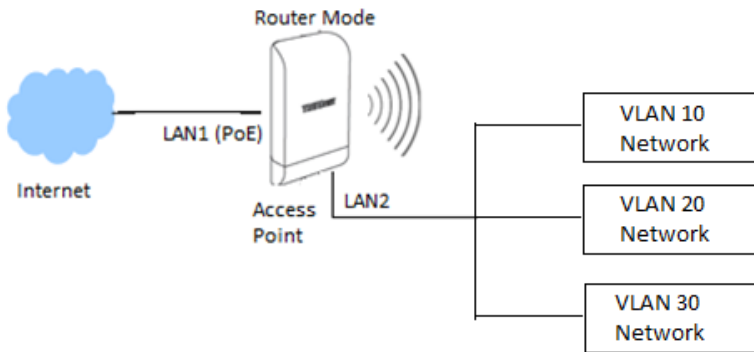 Router Mode
LAN1 (PoE)
Internet
Access
Point
LAN2
VLAN 10
Network
VLAN 20
Network
VLAN 30
Network